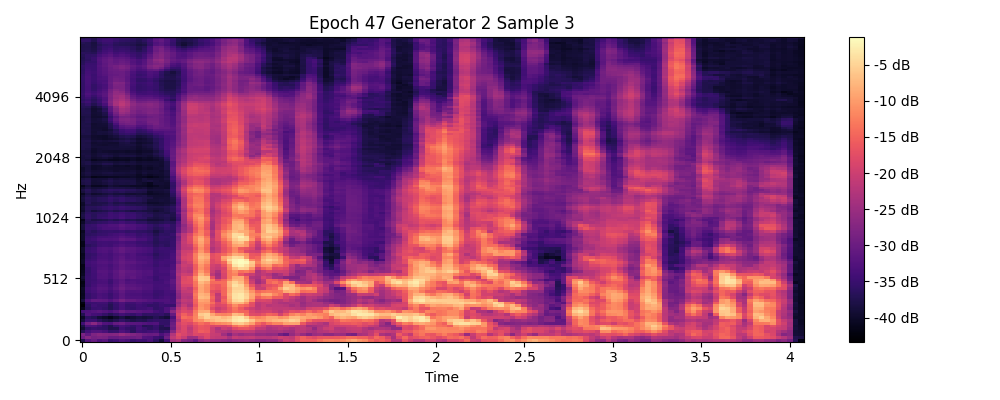 Epoch 47 Generator 2 Sample 3
Hz
4096
2048
1024
512
0
0 0.5 1 1.5 2 2.5 3 3.5 4
Time
-5 dB
-10 dB
-15 dB
-20 dB
-25 dB
-30 dB
-35 dB
-40 dB